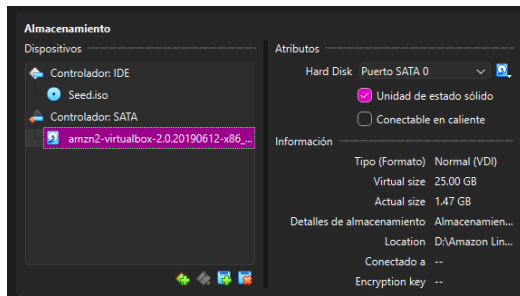 Almacenamiento
Dispositivos
Controlador: IDE
Seed.iso
Controlador: SATA
amzn2-virtualbox-2.0.20190612-x86_...
Atributos
Hard Disk Puerto SATA 0
Unidad de estado sólido
Conectable en caliente
Información
Tipo (Formato) Normal (VDI)
Virtual size 25.00 GB
Actual size 1.47 GB
Detalles de almacenamiento Almacenamien...
Location D:\Amazon Lin...
Conectado a --
Encryption key --